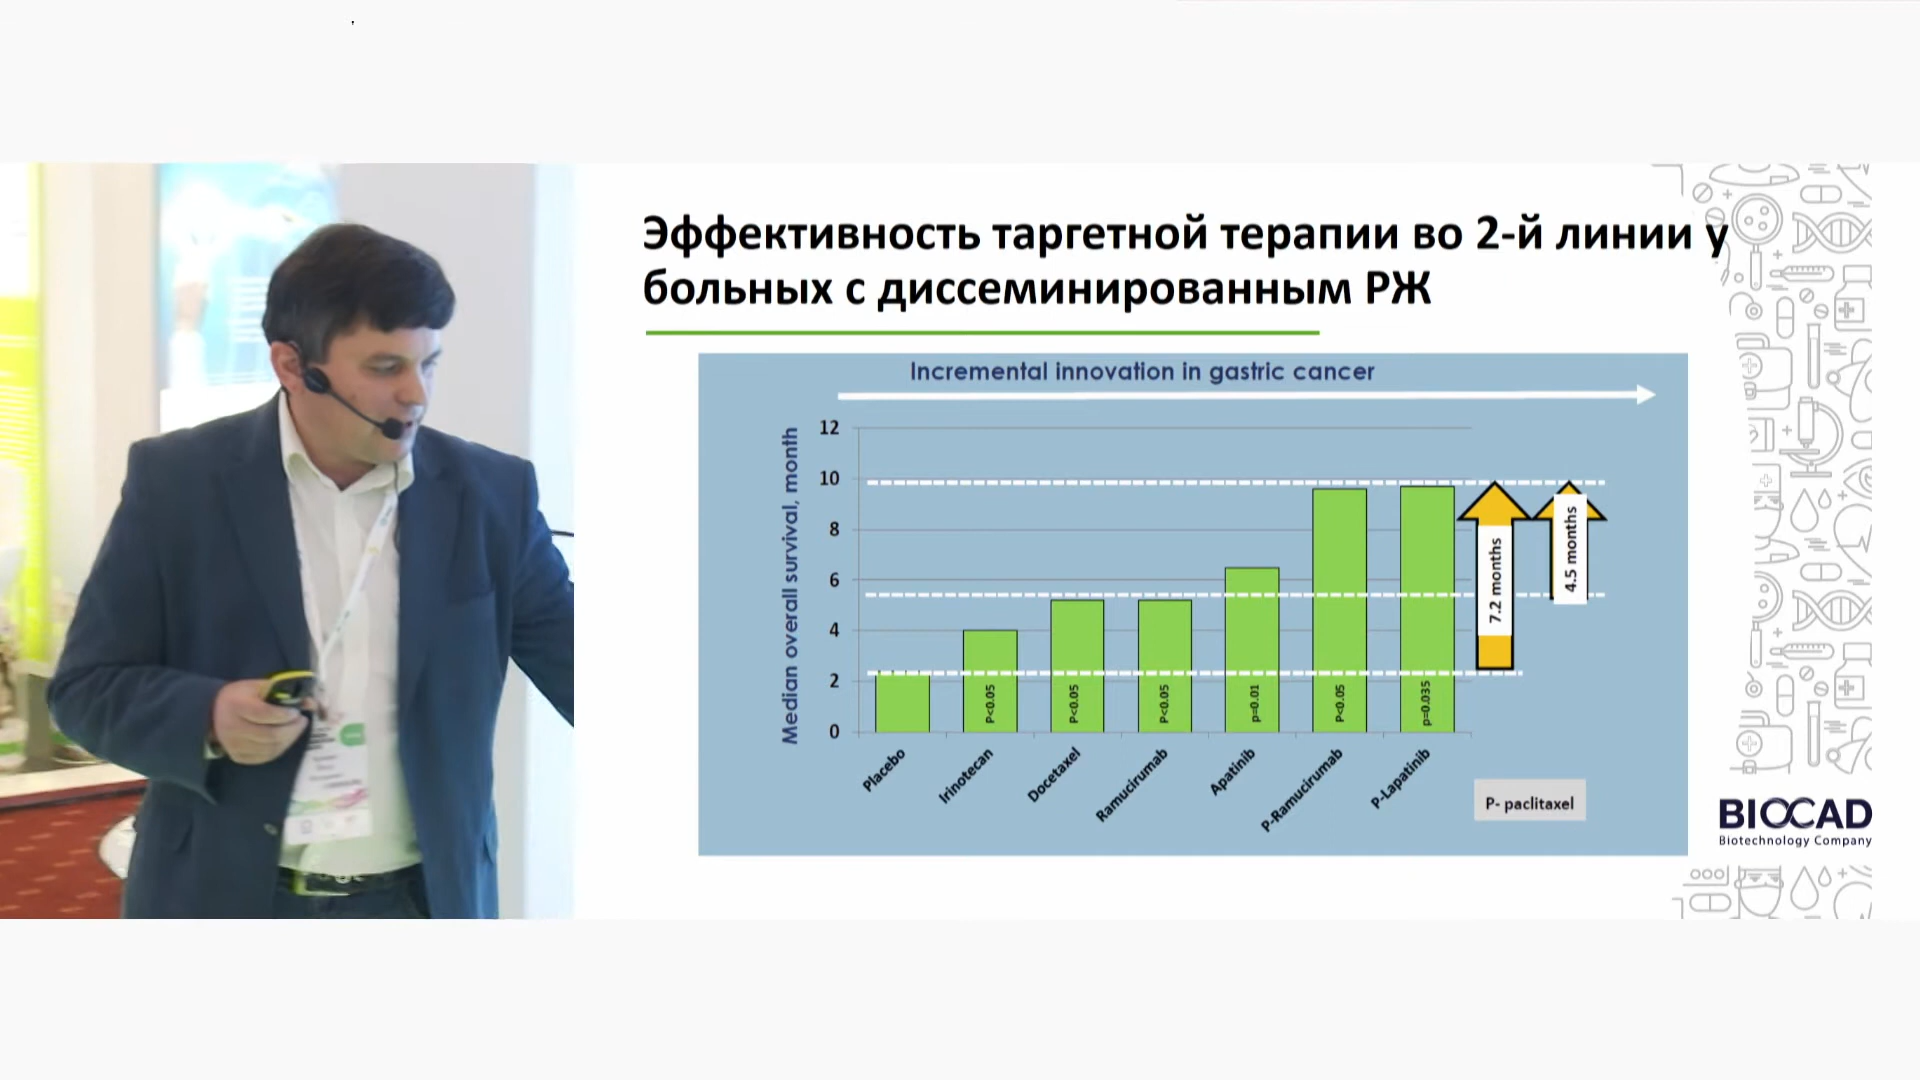 Эффективность таргетной терапии во 2-й линии у
больных с диссеминированным РЖ
Incremental innovation in gastric cancer
Median overall survival, month
12
10
8
6
4
2
0
P<0.05
P<0.05
P<0.05
p=0.01
P<0.05
p=0.035
Placebo
Irinotecan
Docetaxel
Ramucirumab
Apatinib
P-Ramucirumab
P-Lapatinib
7.2 months
4.5 months
P- paclitaxel
BIOCAD
Biotechnology Company